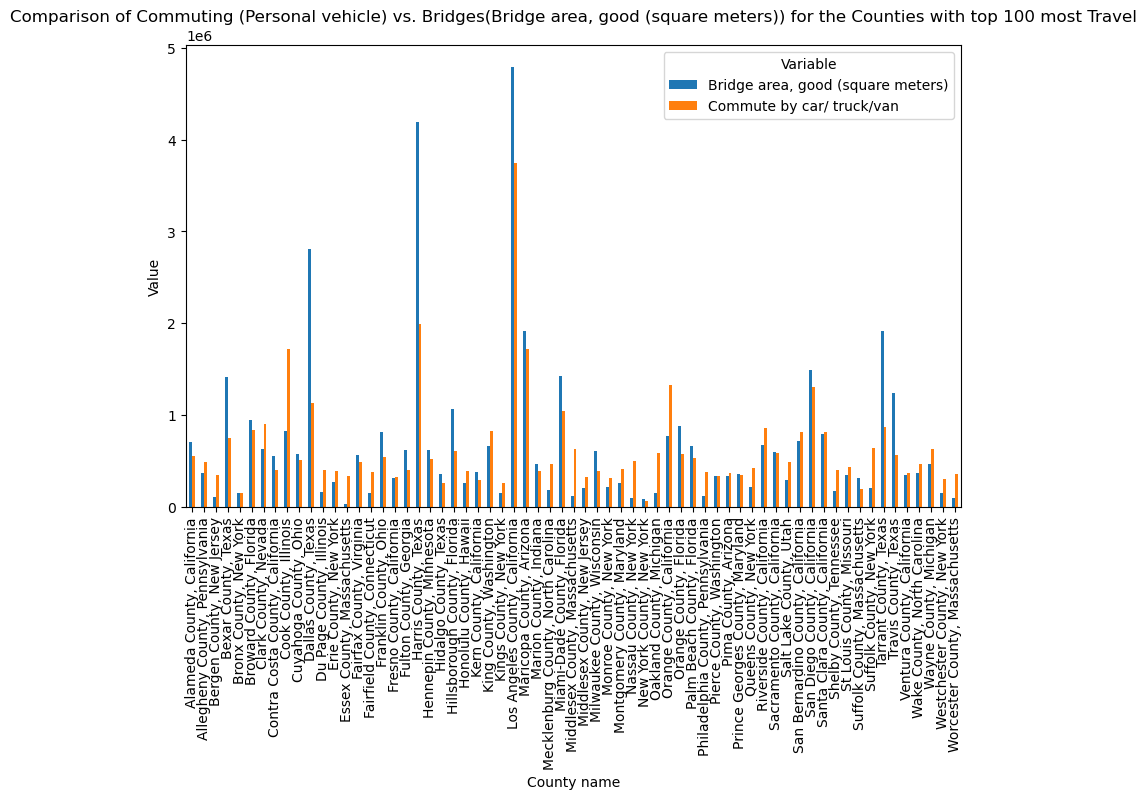 Comparison of Commuting (Personal vehicle) vs. Bridges(Bridge area, good (square meters)) for the Counties with top 100 most Travel
1e6
5
4
3
2
1
0
Value
Variable
Bridge area, good (square meters)
Commute by car/ truck/van
Alameda County, California
Allegheny County, Pennsylvania
Bergen County, New Jersey
Bexar County, Texas
Bronx County, New York
Broward County, Florida
Clark County, Nevada
Contra Costa County, California
Cook County, Illinois
Cuyahoga County, Ohio
Dallas County, Texas
Du Page County, Illinois
Erie County, New York
Essex County, Massachusetts
Fairfax County, Virginia
Fairfield County, Connecticut
Franklin County, Ohio
Fresno County, California
Fulton County, Georgia
Harris County, Texas
Hennepin County, Minnesota
Hidalgo County, Texas
Hillsborough County, Florida
Honolulu County, Hawaii
Kern County, California
King County, Washington
Kings County, New York
Los Angeles County, California
Maricopa County, Arizona
Marion County, Indiana
Mecklenburg County, North Carolina
Miami-Dade County, Florida
Middlesex County, Massachusetts
Middlesex County, New Jersey
Milwaukee County, Wisconsin
Monroe County, New York
Montgomery County, Maryland
Nassau County, New York
New York County, New York
Oakland County, Michigan
Orange County, California
Orange County, Florida
Palm Beach County, Florida
Philadelphia County, Pennsylvania
Pierce County, Washington
Pima County, Arizona
Prince Georges County, Maryland
Queens County, New York
Riverside County, California
Sacramento County, California
Salt Lake County, Utah
San Bernardino County, California
San Diego County, California
Santa Clara County, California
Shelby County, Tennessee
St Louis County, Missouri
Suffolk County, Massachusetts
Suffolk County, New York
Tarrant County, Texas
Travis County, Texas
Ventura County, California
Wake County, North Carolina
Wayne County, Michigan
Westchester County, New York
Worcester County, Massachusetts
County name